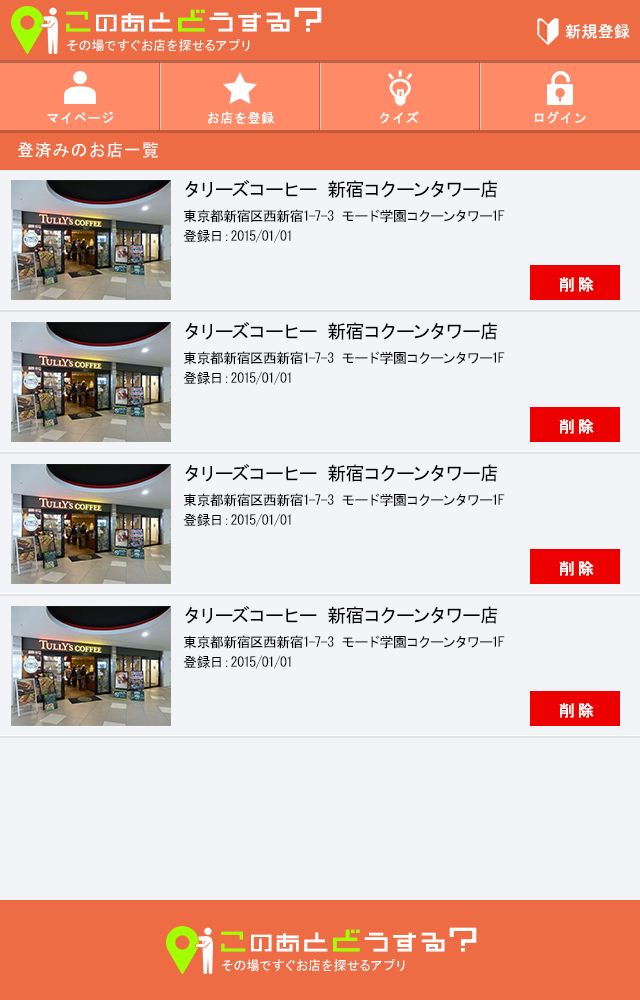 このあとどうする？
その場ですぐお店を探せるアプリ
新規登録
マイページ
お店を登録
クイズ
ログイン
登済みのお店一覧
TULLY'S COFFEE
タリーズコーヒー　新宿コクーンタワー店
東京都新宿区西新宿1-7-3　モード学園コクーンタワー1F
登録日：2015/01/01
削除
TULLY'S COFFEE
タリーズコーヒー　新宿コクーンタワー店
東京都新宿区西新宿1-7-3　モード学園コクーンタワー1F
登録日：2015/01/01
削除
TULLY'S COFFEE
タリーズコーヒー　新宿コクーンタワー店
東京都新宿区西新宿1-7-3　モード学園コクーンタワー1F
登録日：2015/01/01
削除
TULLY'S COFFEE
タリーズコーヒー　新宿コクーンタワー店
東京都新宿区西新宿1-7-3　モード学園コクーンタワー1F
登録日：2015/01/01
削除
このあとどうする？
その場ですぐお店を探せるアプリ